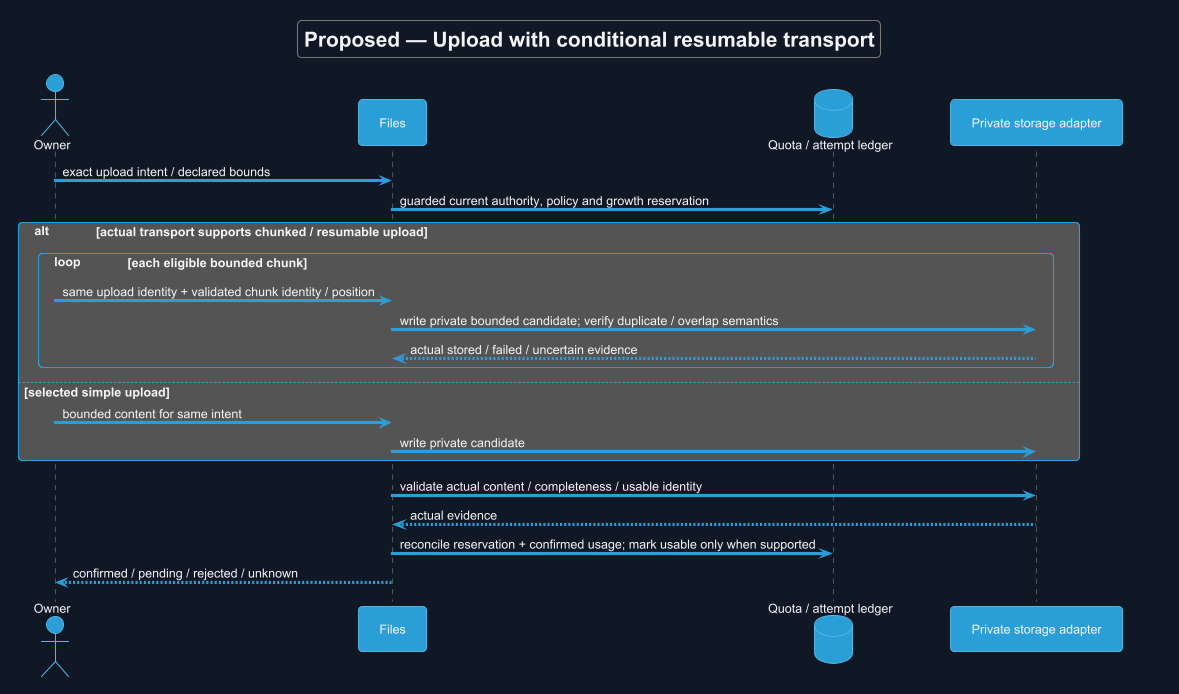 Proposed — Upload with conditional resumable transport
Owner
Files
Quota / attempt ledger
Private storage adapter
exact upload intent / declared bounds
guarded current authority, policy and growth reservation
alt [actual transport supports chunked / resumable upload]
loop [each eligible bounded chunk]
same upload identity + validated chunk identity / position
write private bounded candidate; verify duplicate / overlap semantics
actual stored / failed / uncertain evidence
[selected simple upload]
bounded content for same intent
write private candidate
validate actual content / completeness / usable identity
actual evidence
reconcile reservation + confirmed usage; mark usable only when supported
confirmed / pending / rejected / unknown
Owner
Files
Quota / attempt ledger
Private storage adapter